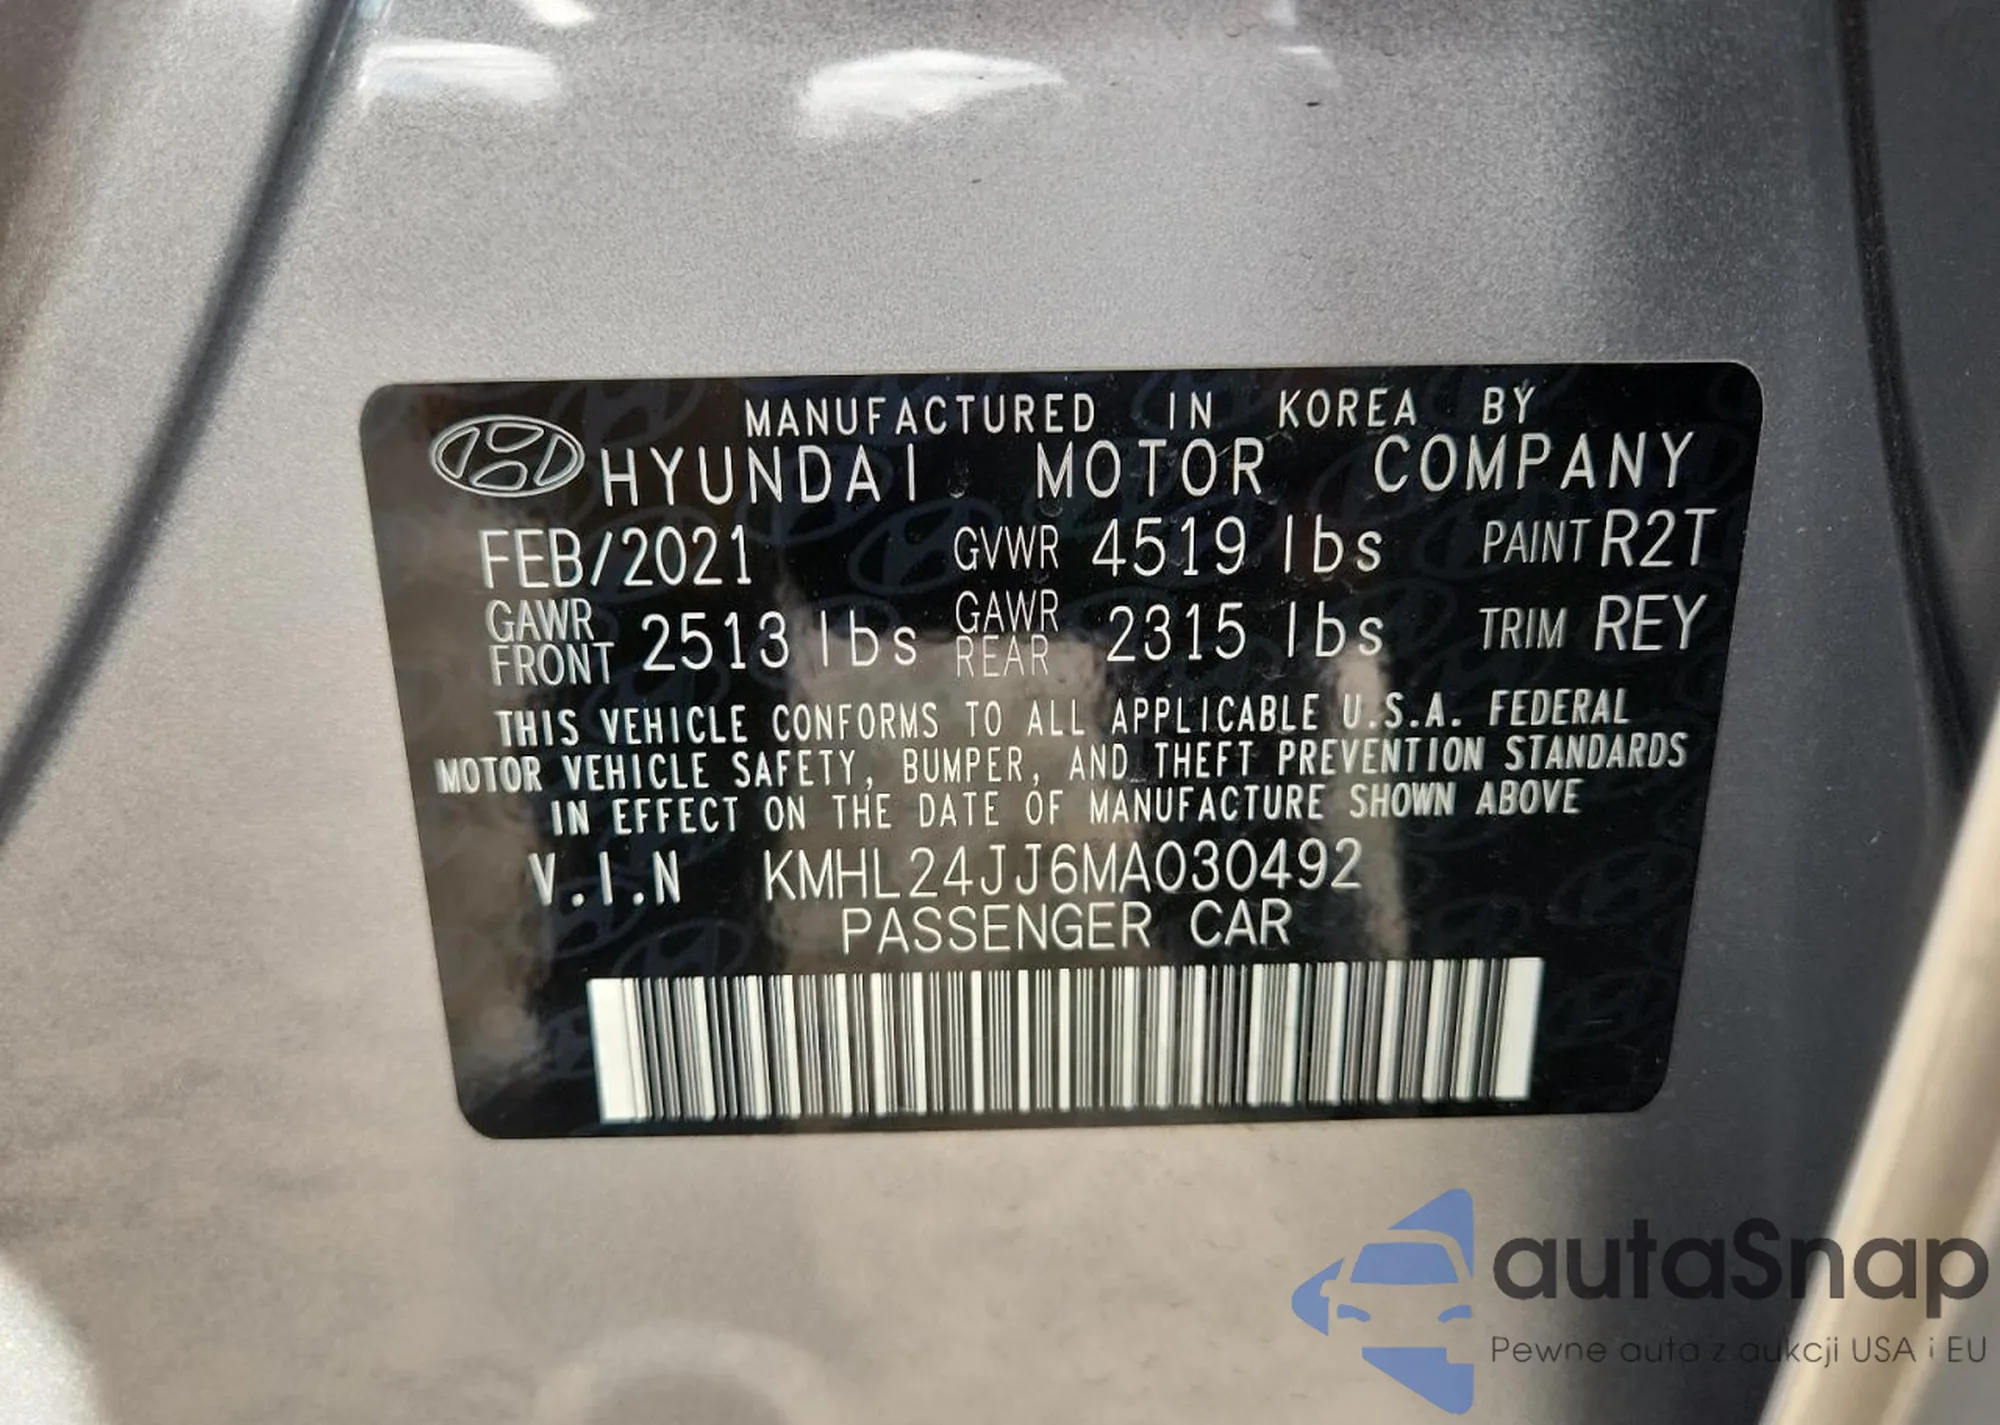 MANUFACTURED IN KOREA BY
HYUNDAI MOTOR COMPANY
FEB/2021 GVWR 4519 lbs PAINT R2T
GAWR FRONT 2513 lbs GAWR REAR 2315 lbs TRIM REY
THIS VEHICLE CONFORMS TO ALL APPLICABLE U.S.A. FEDERAL
MOTOR VEHICLE SAFETY, BUMPER, AND THEFT PREVENTION STANDARDS
IN EFFECT ON THE DATE OF MANUFACTURE SHOWN ABOVE
V.I.N KMHL24JJ6MA030492
PASSENGER CAR
autaSnap
Pewne auta z aukcji USA i EU